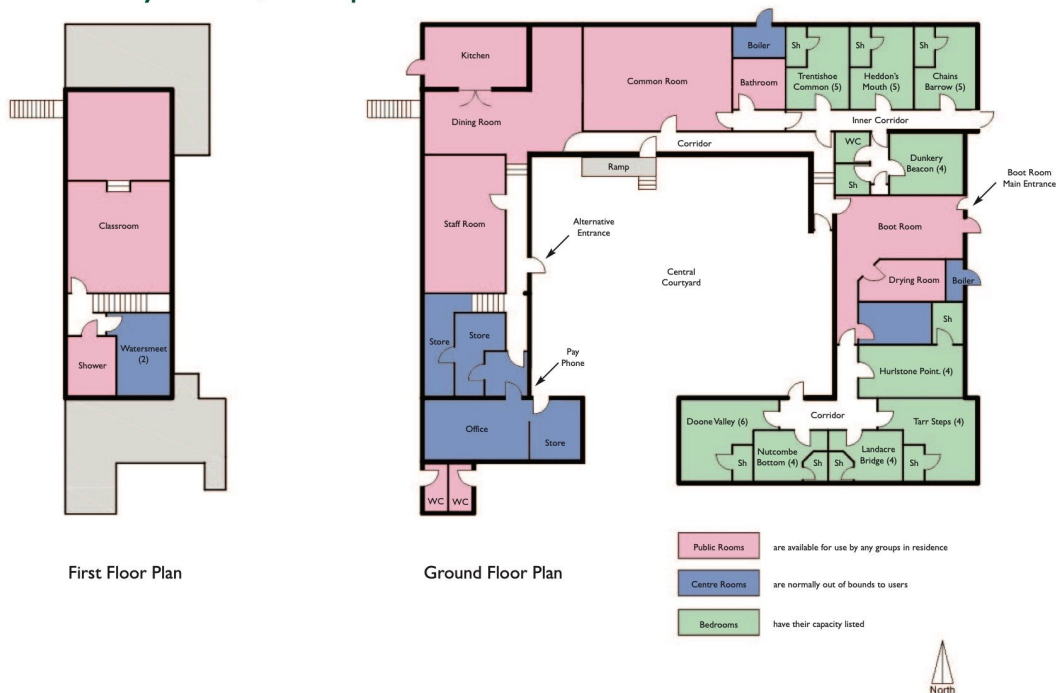 Classroom
Watersmeet
(2)
Shower
First Floor Plan
Kitchen
Dining Room
Common Room
Boiler
Bathroom
Sh
Trentishoe
Common (5)
Sh
Heddon's
Mouth (5)
Sh
Chains
Barrow (5)
Inner Corridor
Corridor
Ramp
WC
Sh
Dunkery
Beacon (4)
Boot Room
Main Entrance
Staff Room
Alternative
Entrance
Central
Courtyard
Boot Room
Drying Room
Boiler
Store
Store
Pay
Phone
Sh
Hurlstone Point. (4)
Office
Store
WC
WC
Corridor
Doone Valley (6)
Tarr Steps (4)
Nutcombe
Bottom (4)
Landacre
Bridge (4)
Sh
Sh
Sh
Sh
Ground Floor Plan
Public Rooms are available for use by any groups in residence
Centre Rooms are normally out of bounds to users
Bedrooms have their capacity listed
North